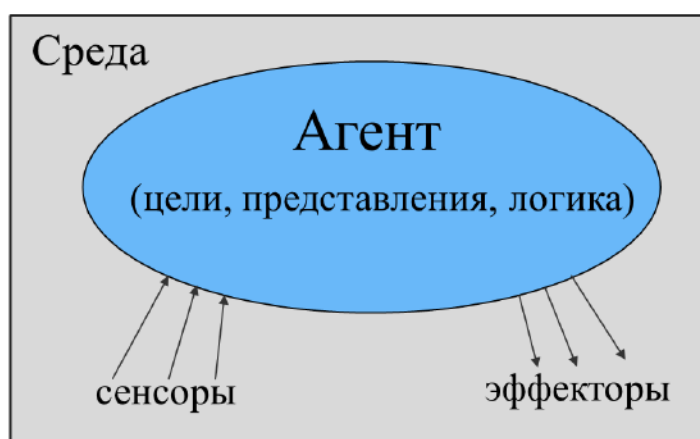 Среда
Агент
(цели, представления, логика)
сенсоры
эффекторы